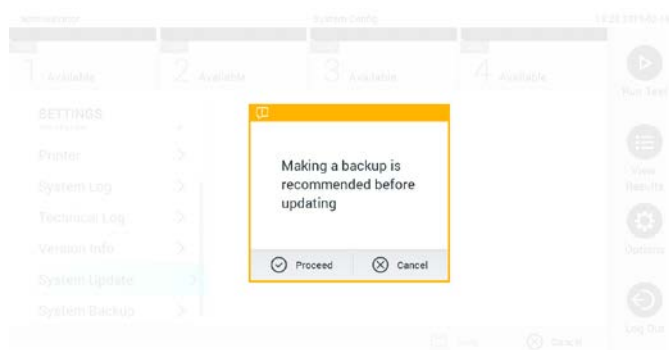 administrator System Config
1 Available 2 Available 3 Available 4 Available
Run Test
SETTINGS
Printer
System Log
Technical Log
Version Info
System Update
System Backup
Making a backup is
recommended before
updating
Proceed Cancel
View
Results
Options
Log Out
Save Cancel